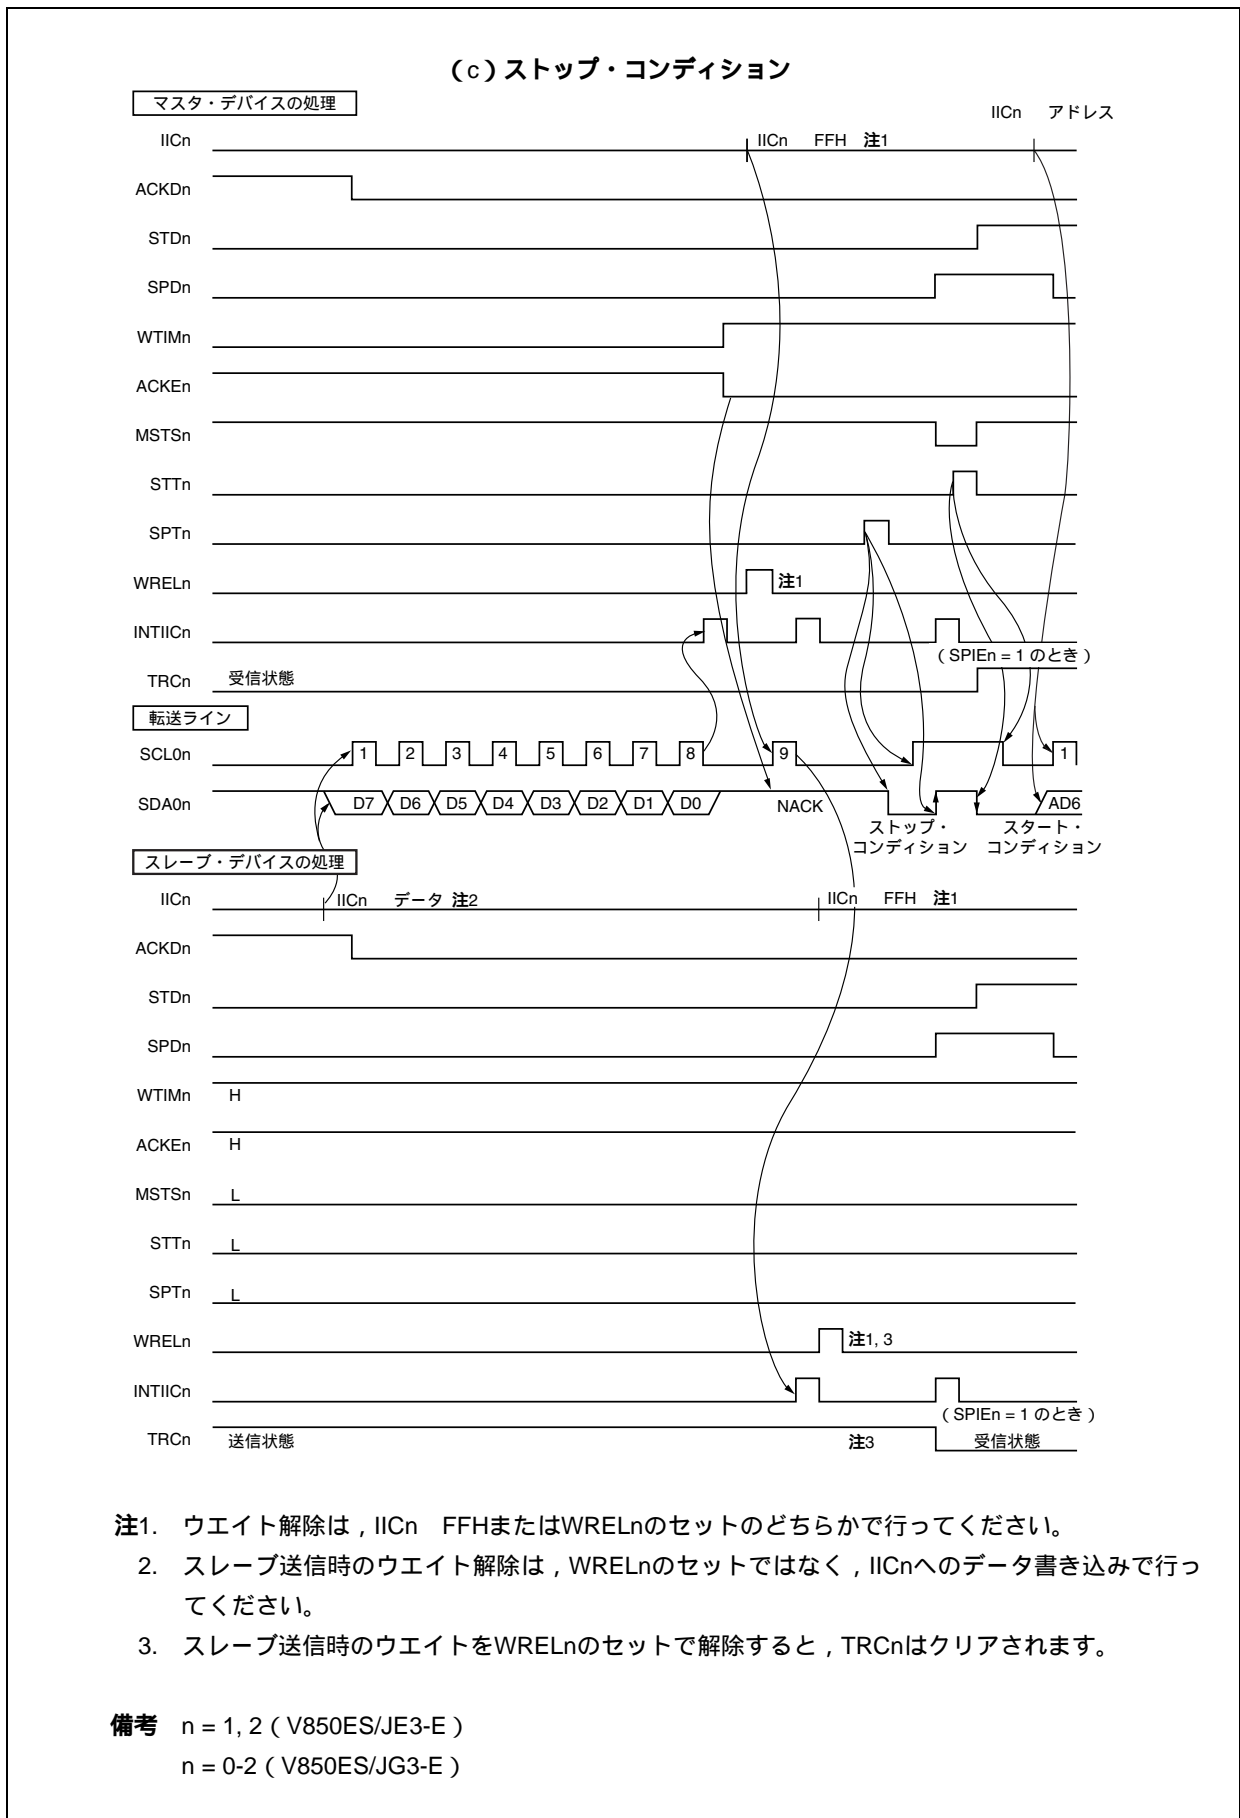 （c）ストップ・コンディション
マスタ・デバイスの処理
IICn　アドレス
IICn
IICn　FFH　注1
ACKDn
STDn
SPDn
WTIMn
ACKEn
MSTSn
STTn
SPTn
WRELn
注1
INTIICn
（SPIEn = 1 のとき）
TRCn
受信状態
転送ライン
SCL0n
1 2 3 4 5 6 7 8 9 1
SDA0n
D7 D6 D5 D4 D3 D2 D1 D0 NACK AD6
ストップ・
コンディション
スタート・
コンディション
スレーブ・デバイスの処理
IICn
IICn　データ 注2
IICn　FFH　注1
ACKDn
STDn
SPDn
WTIMn H
ACKEn H
MSTSn L
STTn L
SPTn L
WRELn
注1, 3
INTIICn
（SPIEn = 1 のとき）
TRCn
送信状態
注3
受信状態
注1.　ウエイト解除は，IICn　FFHまたはWRELnのセットのどちらかで行ってください。
2.　スレーブ送信時のウエイト解除は，WRELnのセットではなく，IICnへのデータ書き込みで行っ
てください。
3.　スレーブ送信時のウエイトをWRELnのセットで解除すると，TRCnはクリアされます。
備考　n = 1, 2（V850ES/JE3-E）
n = 0-2（V850ES/JG3-E）